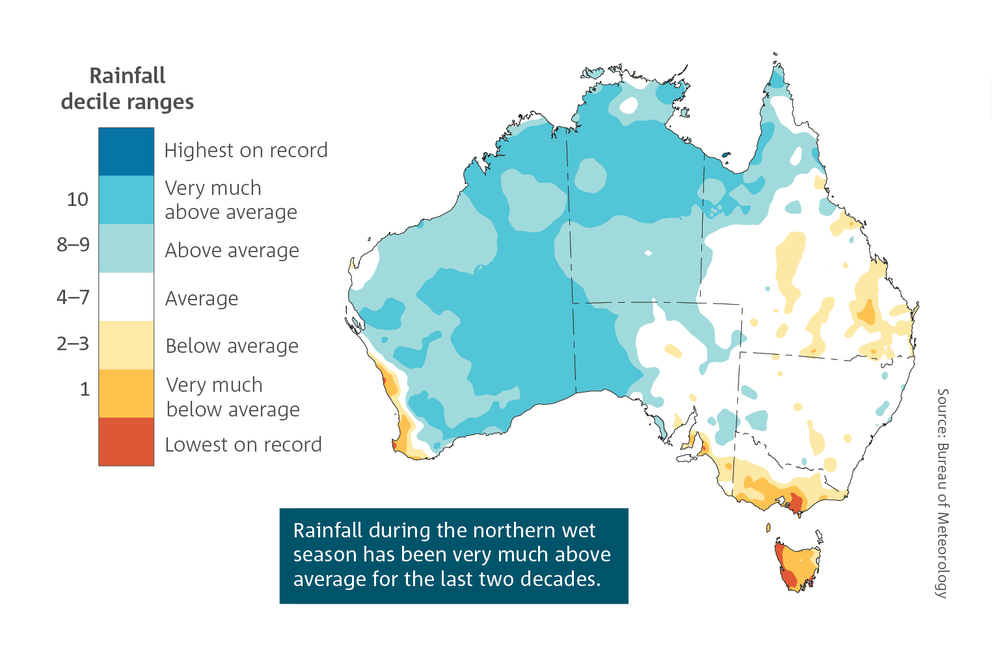 Rainfall
decile ranges
Highest on record
10
Very much
above average
8–9
Above average
4–7
Average
2–3
Below average
1
Very much
below average
Lowest on record
Rainfall during the northern wet
season has been very much above
average for the last two decades.
Source: Bureau of Meteorology